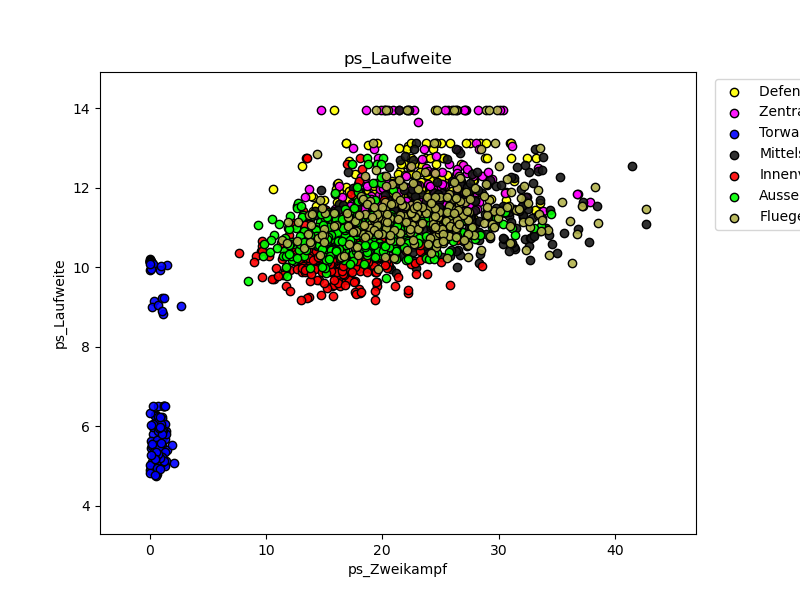 ps_Laufweite
14
12
10
8
6
4
ps_Laufweite
0
10
20
30
40
ps_Zweikampf
Defen
Zentra
Torwa
Mittels
Innenv
Ausse
Fluege